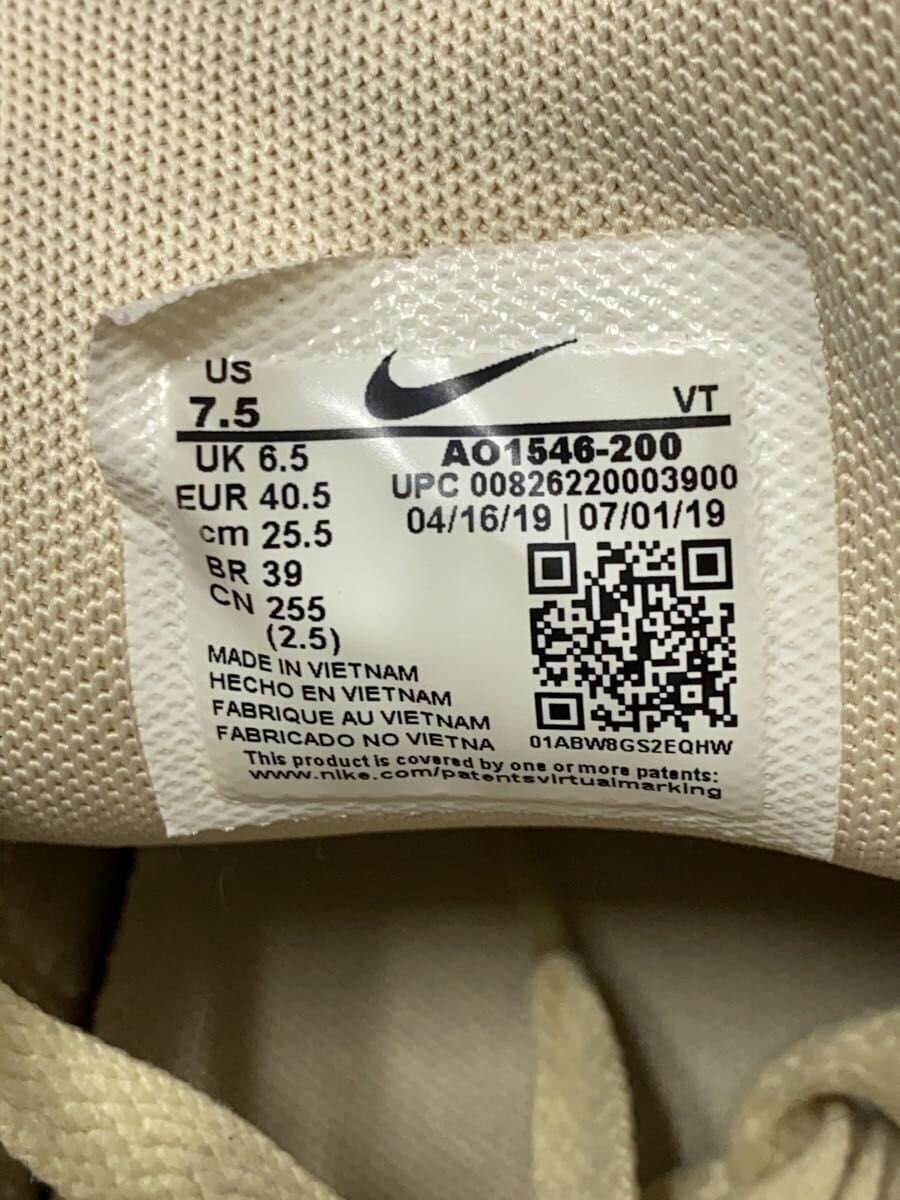 US
7.5
VT
UK 6.5
EUR 40.5
cm 25.5
BR 39
CN 255
(2.5)
AO1546-200
UPC 00826220003900
04/16/19 | 07/01/19
MADE IN VIETNAM
HECHO EN VIETNAM
FABRIQUE AU VIETNAM
FABRICADO NO VIETNA
01ABW8GS2EQHW
This product is covered by one or more patents:
www.nike.com/patentsvirtualmarking